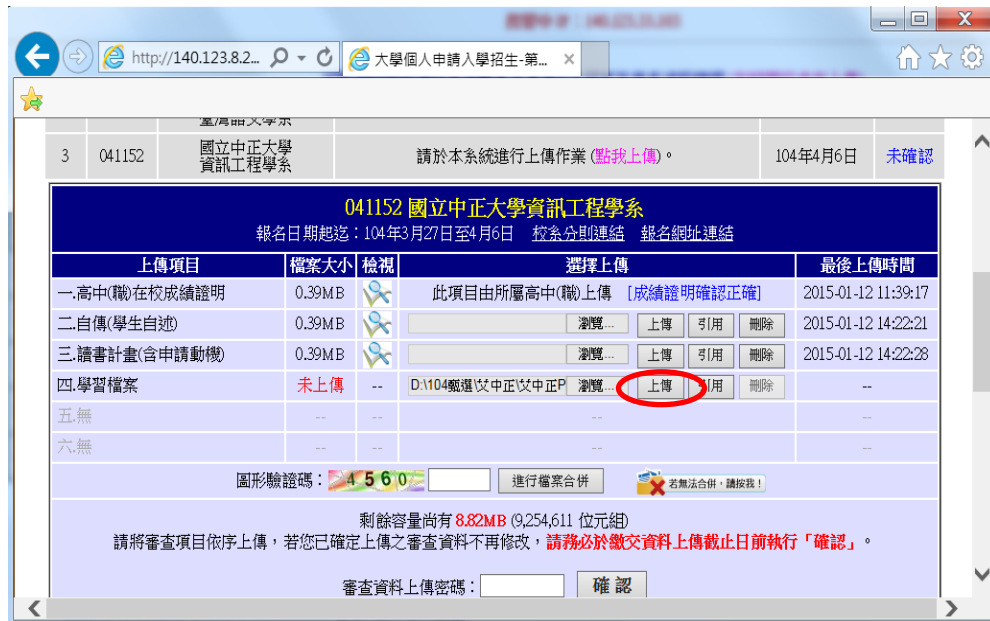 http://140.123.8.2... 大學個人申請入學招生-第...
3 041152 國立中正大學 資訊工程學系 請於本系統進行上傳作業 (點我上傳)。 104年4月6日 未確認
041152 國立中正大學資訊工程學系
報名日期起迄：104年3月27日至4月6日 校系分則連結 報名網址連結
上傳項目 檔案大小 檢視 選擇上傳 最後上傳時間
一.高中(職)在校成績證明 0.39MB 此項目由所屬高中(職)上傳 [成績證明確認正確] 2015-01-12 11:39:17
二.自傳(學生自述) 0.39MB 瀏覽... 上傳 引用 刪除 2015-01-12 14:22:21
三.讀書計畫(含申請動機) 0.39MB 瀏覽... 上傳 引用 刪除 2015-01-12 14:22:28
四.學習檔案 未上傳 -- D:\104甄選\艾中正\艾中正P 瀏覽... 上傳 引用 刪除 --
五.無 -- -- -- --
六.無 -- -- -- --
圖形驗證碼： 4 5 6 0 進行檔案合併 若無法合併，請按我！
剩餘容量尚有 8.82MB (9,254,611 位元組)
請將審查項目依序上傳，若您已確定上傳之審查資料不再修改，請務必於繳交資料上傳截止日前執行「確認」。
審查資料上傳密碼： 確 認